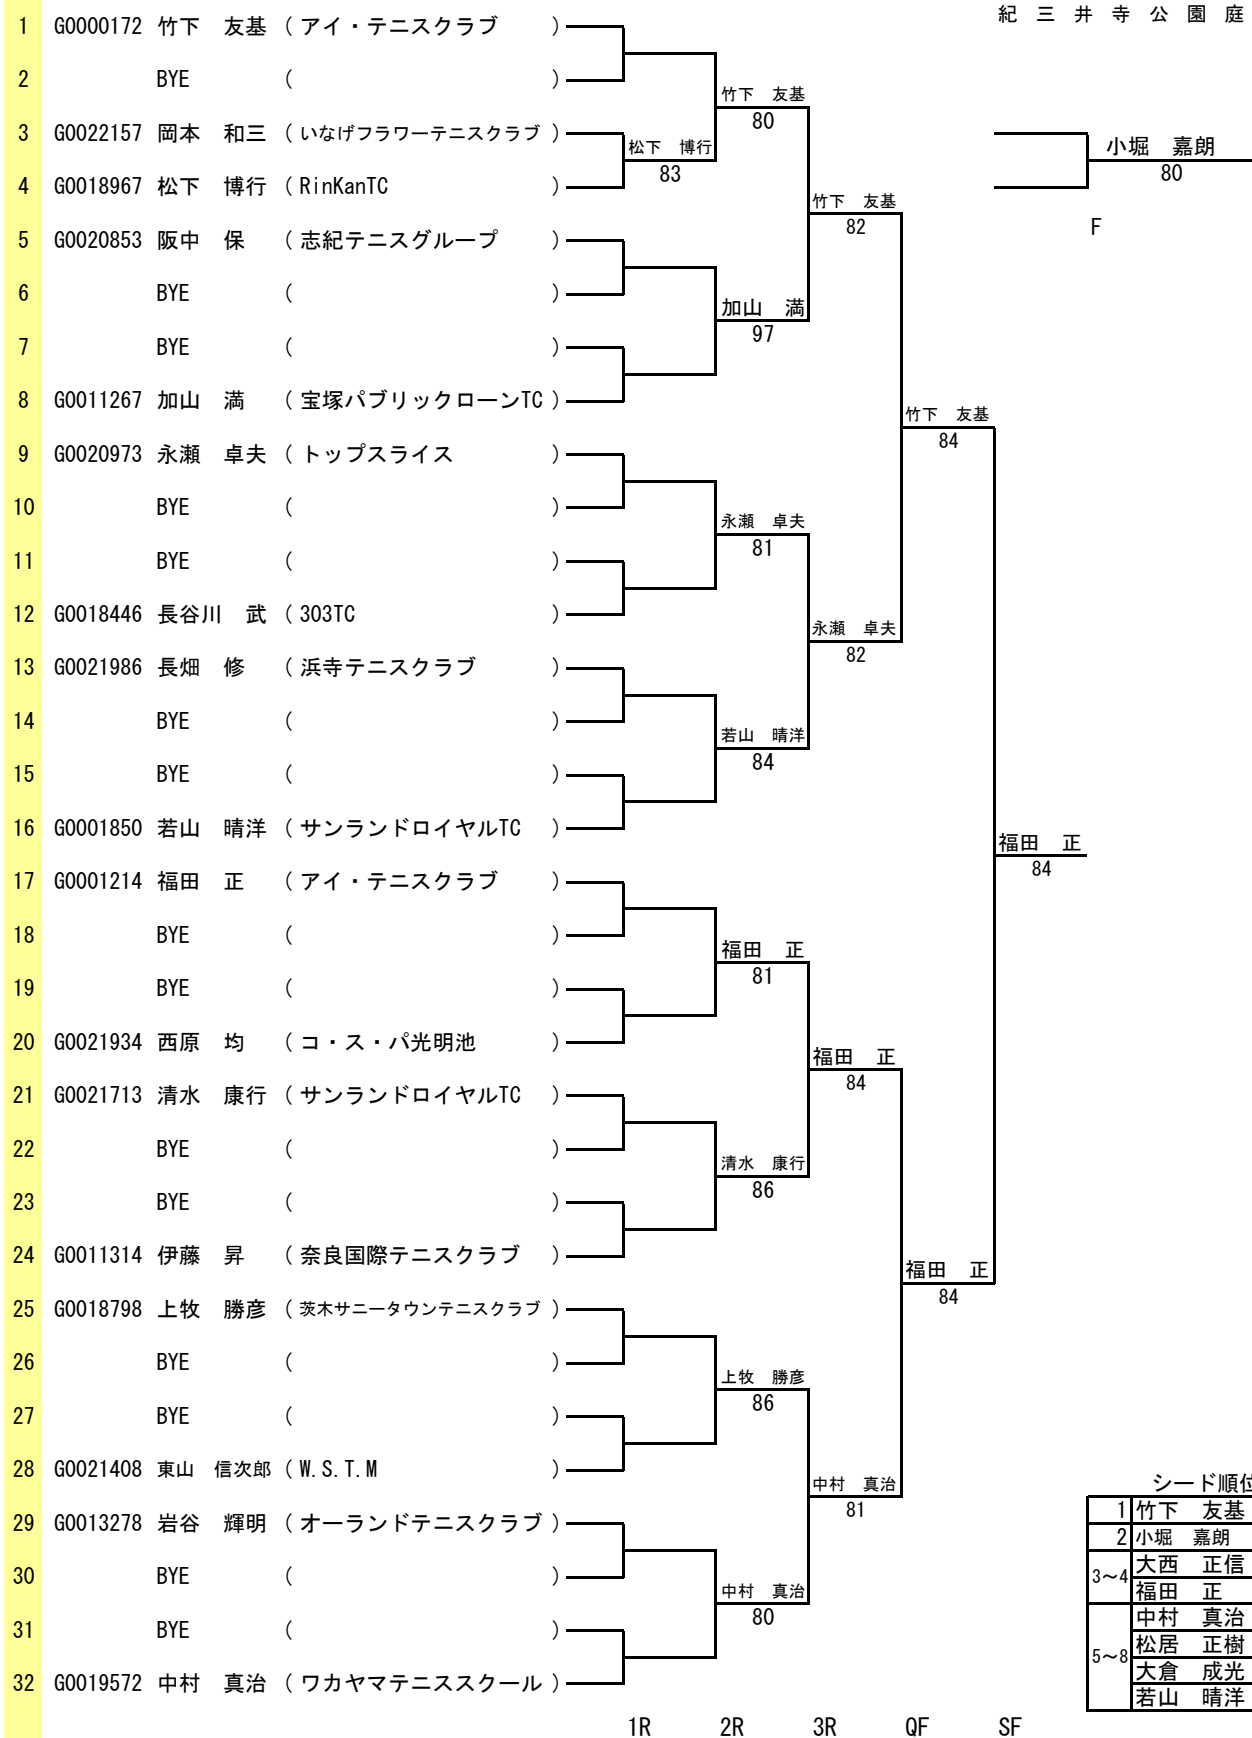 紀 三 井 寺 公 園 庭
1 G0000172 竹下 友基 ( アイ・テニスクラブ )
2 BYE ( )
竹下 友基
80
3 G0022157 岡本 和三 ( いなげフラワーテニスクラブ )
松下 博行
83
小堀 嘉朗
80
4 G0018967 松下 博行 ( RinKanTC )
竹下 友基
82
F
5 G0020853 阪中 保 ( 志紀テニスグループ )
6 BYE ( )
加山 満
97
7 BYE ( )
8 G0011267 加山 満 ( 宝塚パブリックローンTC )
竹下 友基
84
9 G0020973 永瀬 卓夫 ( トップスライス )
10 BYE ( )
永瀬 卓夫
81
11 BYE ( )
12 G0018446 長谷川 武 ( 303TC )
永瀬 卓夫
82
13 G0021986 長畑 修 ( 浜寺テニスクラブ )
14 BYE ( )
若山 晴洋
84
15 BYE ( )
16 G0001850 若山 晴洋 ( サンランドロイヤルTC )
福田 正
84
17 G0001214 福田 正 ( アイ・テニスクラブ )
18 BYE ( )
福田 正
81
19 BYE ( )
20 G0021934 西原 均 ( コ・ス・パ光明池 )
福田 正
84
21 G0021713 清水 康行 ( サンランドロイヤルTC )
22 BYE ( )
清水 康行
86
23 BYE ( )
24 G0011314 伊藤 昇 ( 奈良国際テニスクラブ )
福田 正
84
25 G0018798 上牧 勝彦 ( 茨木サニータウンテニスクラブ )
26 BYE ( )
上牧 勝彦
86
27 BYE ( )
28 G0021408 東山 信次郎 ( W.S.T.M )
中村 真治
81
29 G0013278 岩谷 輝明 ( オーランドテニスクラブ )
30 BYE ( )
中村 真治
80
31 BYE ( )
32 G0019572 中村 真治 ( ワカヤマテニススクール )
シード順位
1 竹下 友基
2 小堀 嘉朗
3～4 大西 正信
福田 正
5～8 中村 真治
松居 正樹
大倉 成光
若山 晴洋
1R 2R 3R QF SF